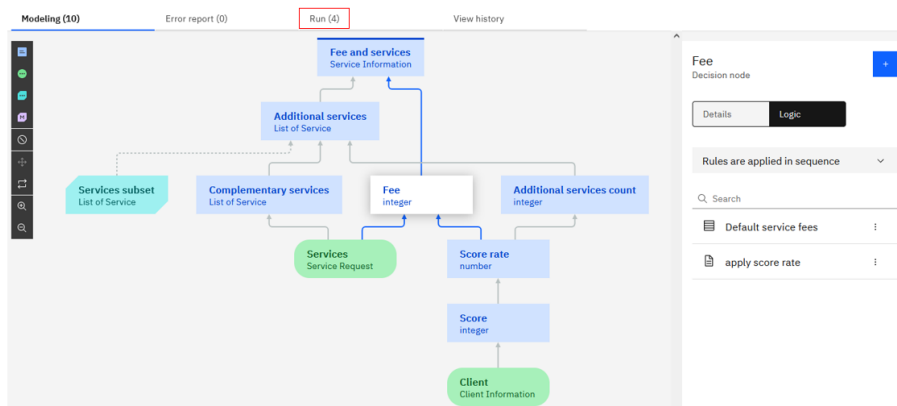 Modeling (10)
Error report (0)
Run (4)
View history
Fee and services
Service Information
Additional services
List of Service
Services subset
List of Service
Complementary services
List of Service
Fee
integer
Additional services count
integer
Services
Service Request
Score rate
number
Score
integer
Client
Client Information
Fee
Decision node
+
Details
Logic
Rules are applied in sequence
Search
Default service fees
apply score rate